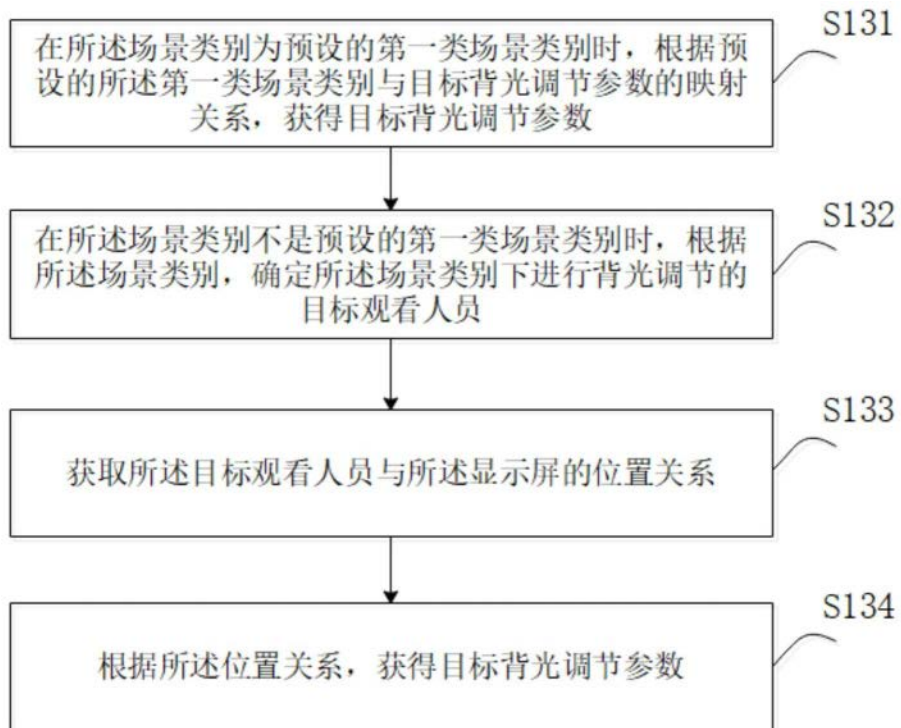 S131
在所述场景类别为预设的第一类场景类别时，根据预
设的所述第一类场景类别与目标背光调节参数的映射
关系，获得目标背光调节参数
S132
在所述场景类别不是预设的第一类场景类别时，根据
所述场景类别，确定所述场景类别下进行背光调节的
目标观看人员
S133
获取所述目标观看人员与所述显示屏的位置关系
S134
根据所述位置关系，获得目标背光调节参数